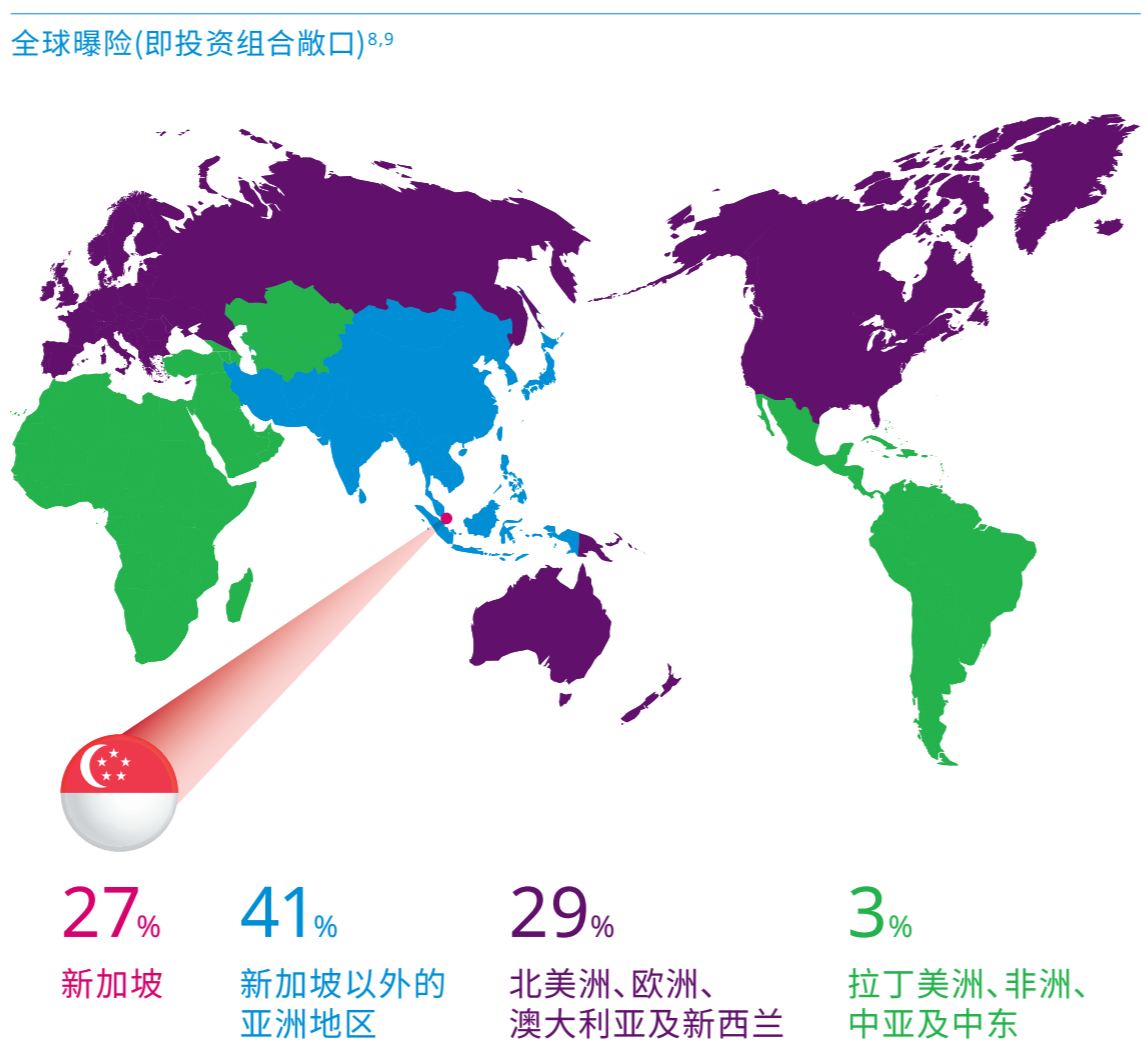 全球曝险(即投资组合敞口)8,9
27% 41% 29% 3%
新加坡
新加坡以外的
亚洲地区
北美洲、欧洲、
澳大利亚及新西兰
拉丁美洲、非洲、
中亚及中东